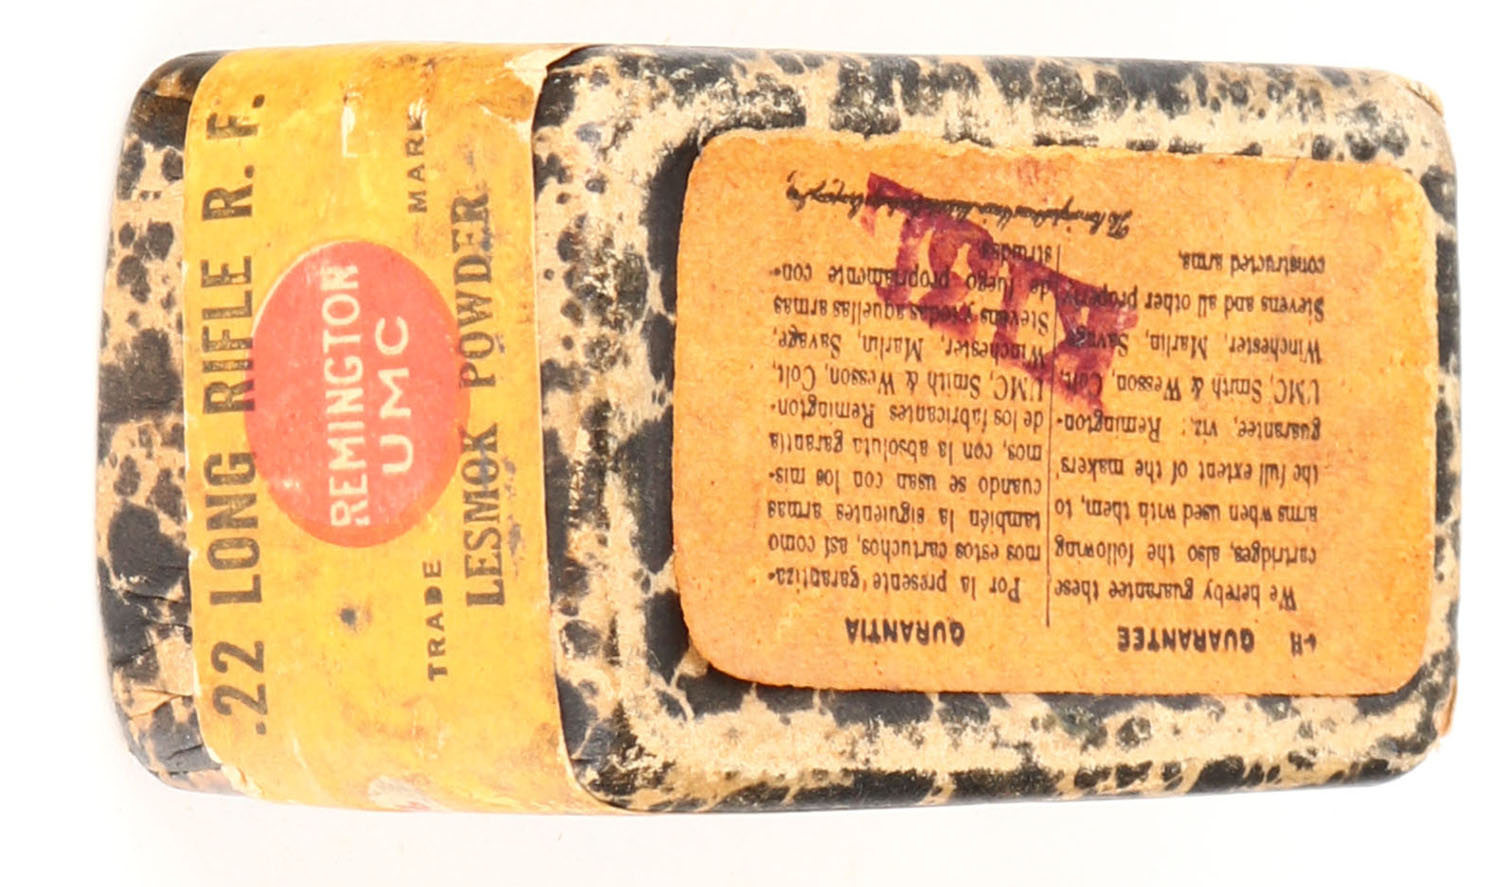 .22 LONG RIFLE R. F.
REMINGTON
UMC
TRADE MARK
LESMOK POWDER
4-H GUARANTEE
We hereby guarantee these
cartridges, also the following
arms when used with them, to
the full extent of the makers'
guarantee, viz: Remington-
UMC, Smith & Wesson, Colt,
Winchester, Marlin, Savage
Stevens and all other properly
constructed arms.
GURANTIA
Por la presente garantiza-
mos estos cartuchos, así como
también la siguientes armas
cuando se usan con los mis-
mos, con la absoluta garantía
de los fabricantes Remington-
UMC, Smith & Wesson, Colt,
Winchester, Marlin, Savage,
Stevens y todas aquellas armas
de fuego propriamente con-
struidas
TEST